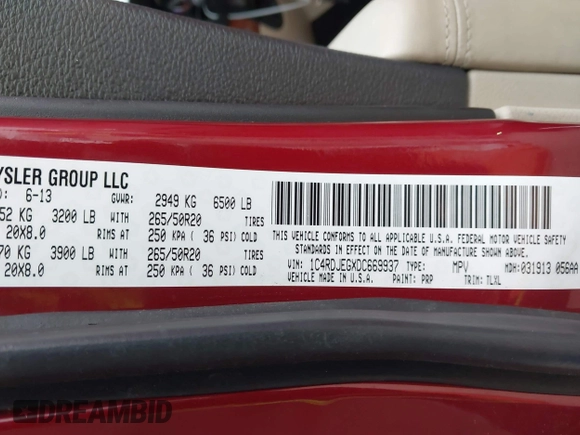 YSLER GROUP LLC
: 6-13 GVWR: 2949 KG 6500 LB
52 KG 3200 LB WITH 265/50R20 TIRES
20X8.0 RIMS AT 250 KPA ( 36 PSI) COLD
70 KG 3900 LB WITH 265/50R20 TIRES
20X8.0 RIMS AT 250 KPA ( 36 PSI) COLD
THIS VEHICLE CONFORMS TO ALL APPLICABLE U.S.A. FEDERAL MOTOR VEHICLE SAFETY
STANDARDS IN EFFECT ON THE DATE OF MANUFACTURE SHOWN ABOVE.
VIN: 1C4RDJEGXDC669937 TYPE: MPV MDH: 031913 056AA
VEHICLE MADE IN U.S.A. PAINT: PRP TRIM: TLXL
DREAMBID